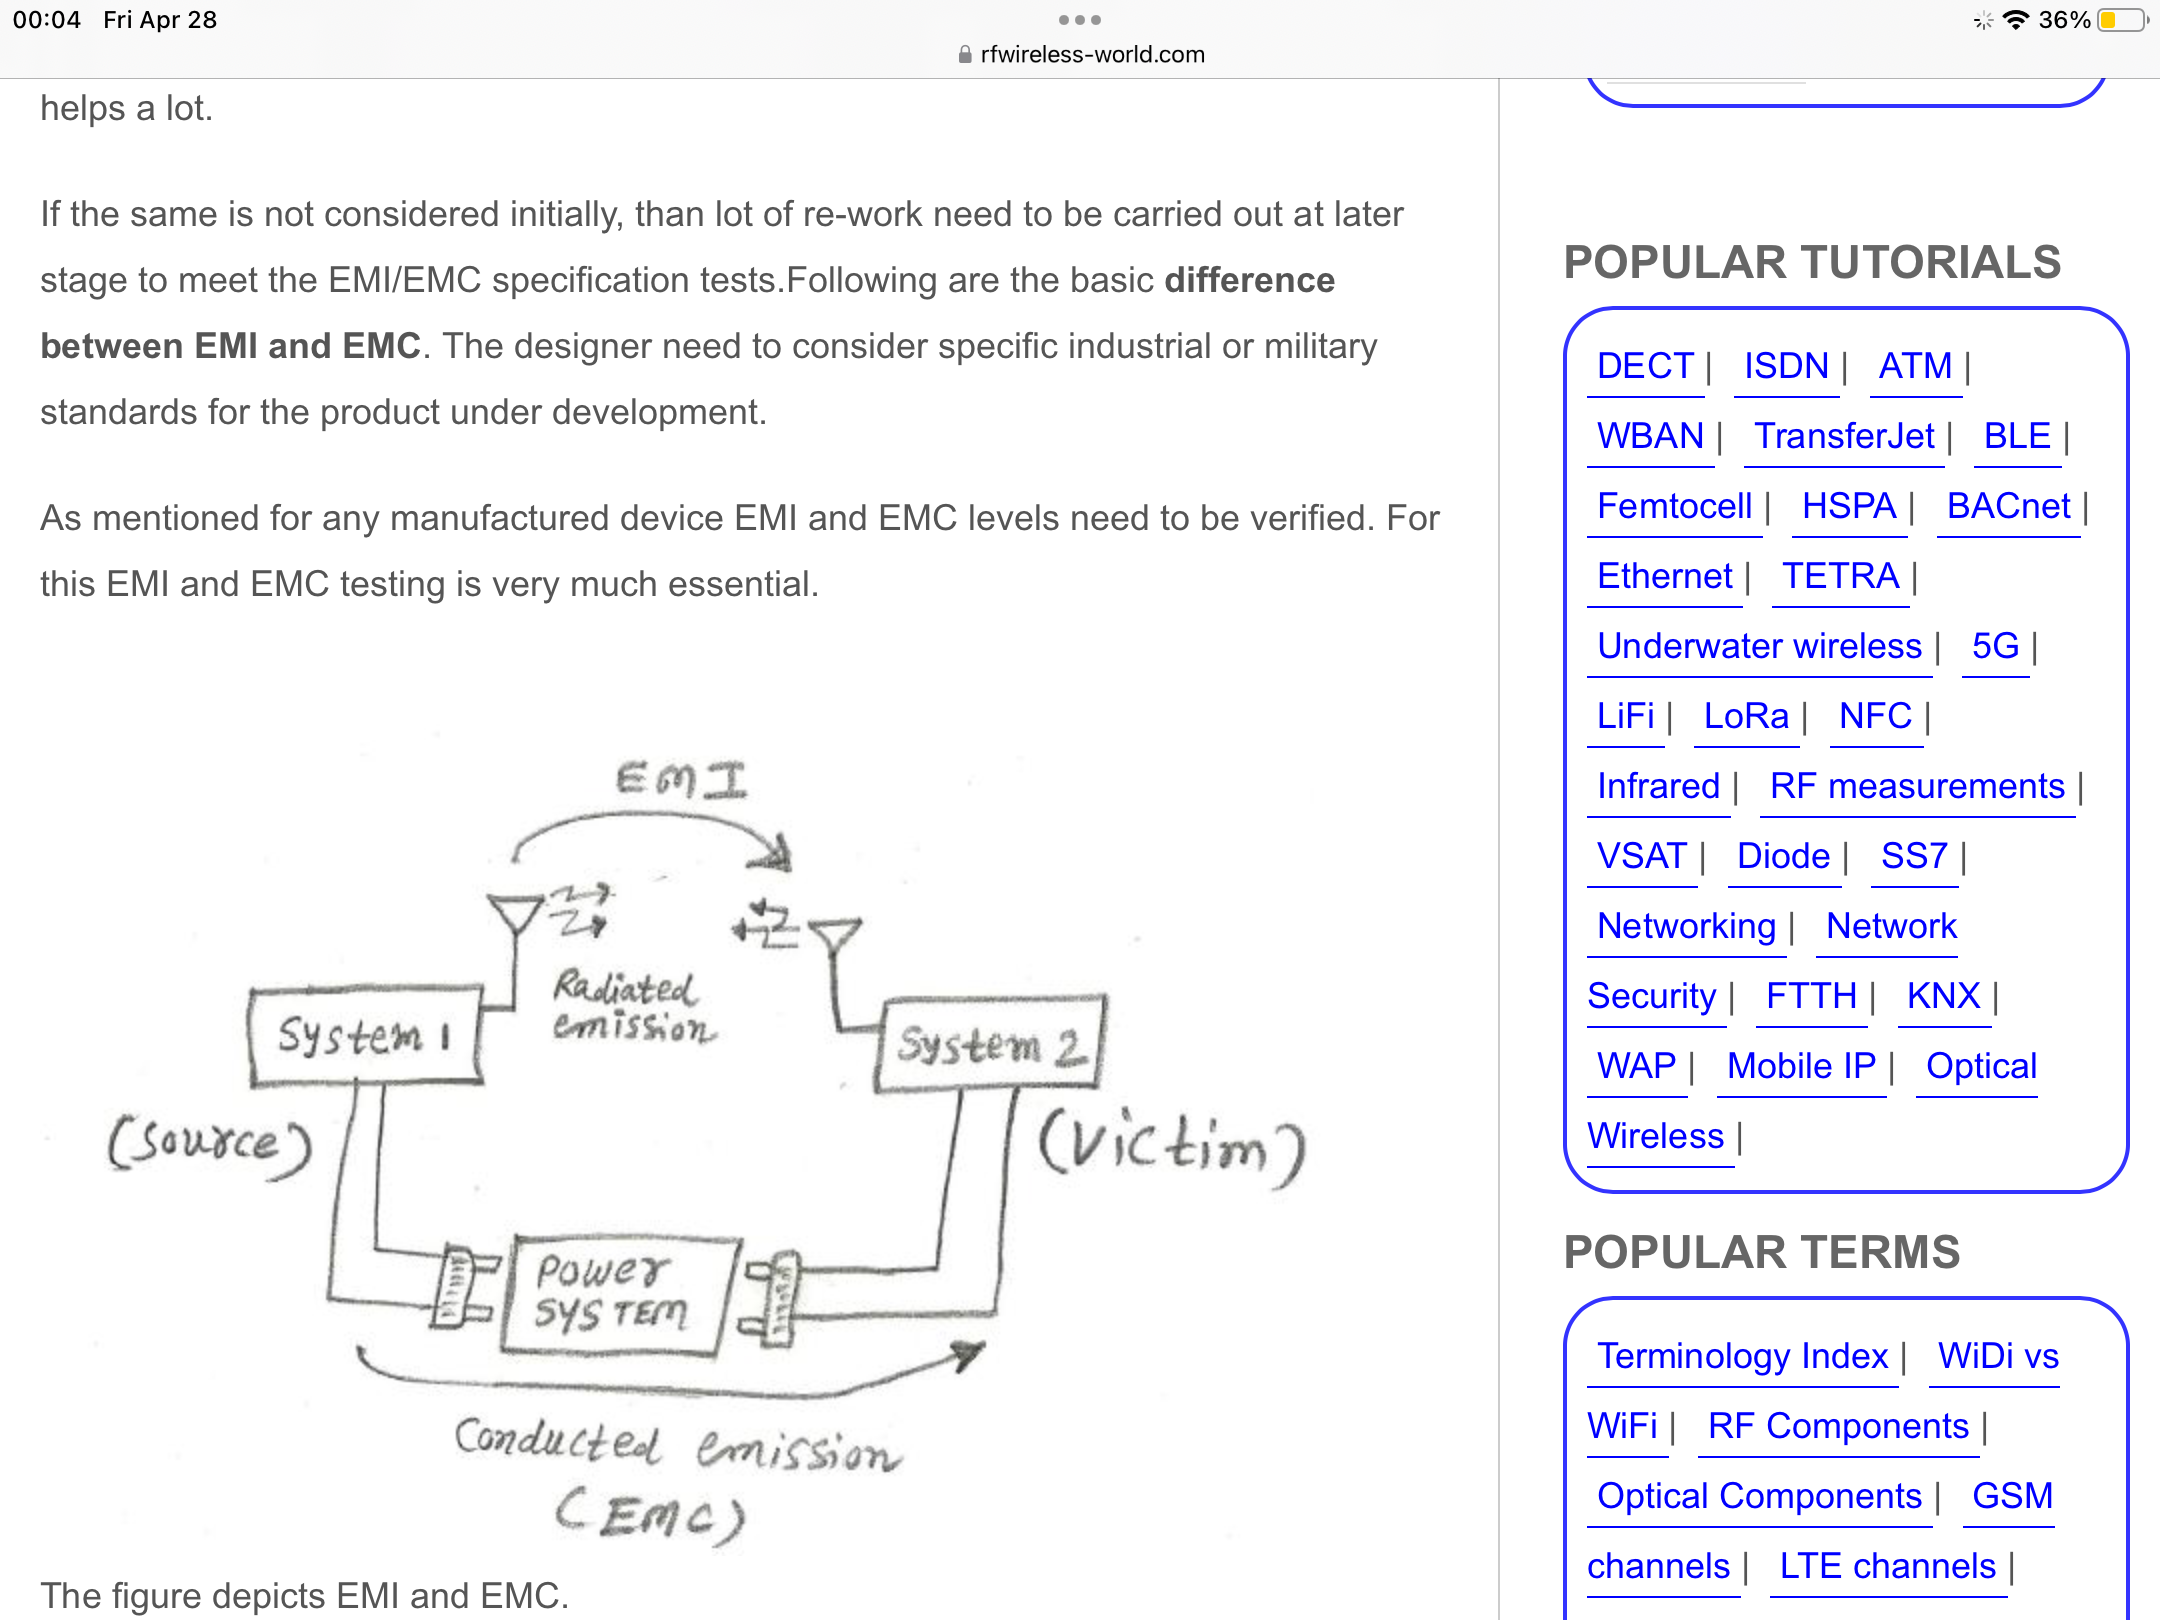 00:04 Fri Apr 28
36%
rfwireless-world.com
helps a lot.
If the same is not considered initially, than lot of re-work need to be carried out at later
stage to meet the EMI/EMC specification tests.Following are the basic difference
between EMI and EMC. The designer need to consider specific industrial or military
standards for the product under development.
As mentioned for any manufactured device EMI and EMC levels need to be verified. For
this EMI and EMC testing is very much essential.
EMI
Radiated
emission
System 1
System 2
(Source)
(Victim)
POWER
SYSTEM
Conducted emission
(EMC)
The figure depicts EMI and EMC.
POPULAR TUTORIALS
DECT | ISDN | ATM |
WBAN | TransferJet | BLE |
Femtocell | HSPA | BACnet |
Ethernet | TETRA |
Underwater wireless | 5G |
LiFi | LoRa | NFC |
Infrared | RF measurements |
VSAT | Diode | SS7 |
Networking | Network
Security | FTTH | KNX |
WAP | Mobile IP | Optical
Wireless |
POPULAR TERMS
Terminology Index | WiDi vs
WiFi | RF Components |
Optical Components | GSM
channels | LTE channels |